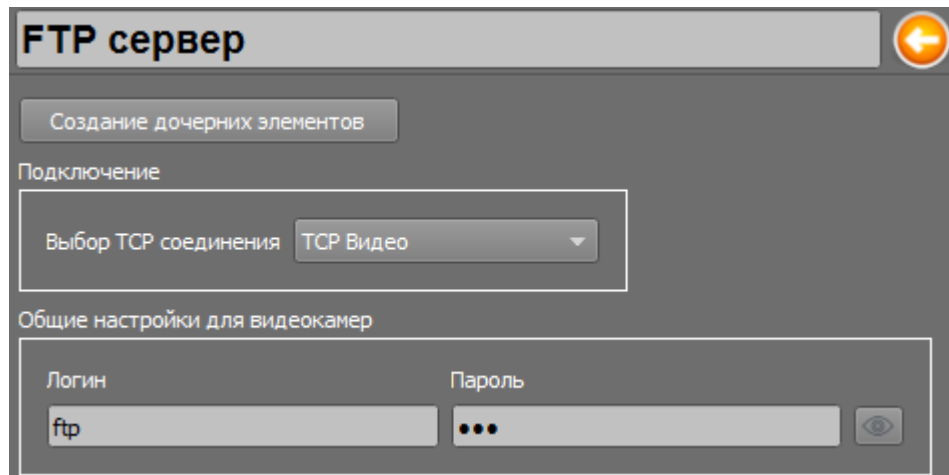 FTP сервер
Создание дочерних элементов
Подключение
Выбор TCP соединения TCP Видео
Общие настройки для видеокамер
Логин Пароль
ftp •••